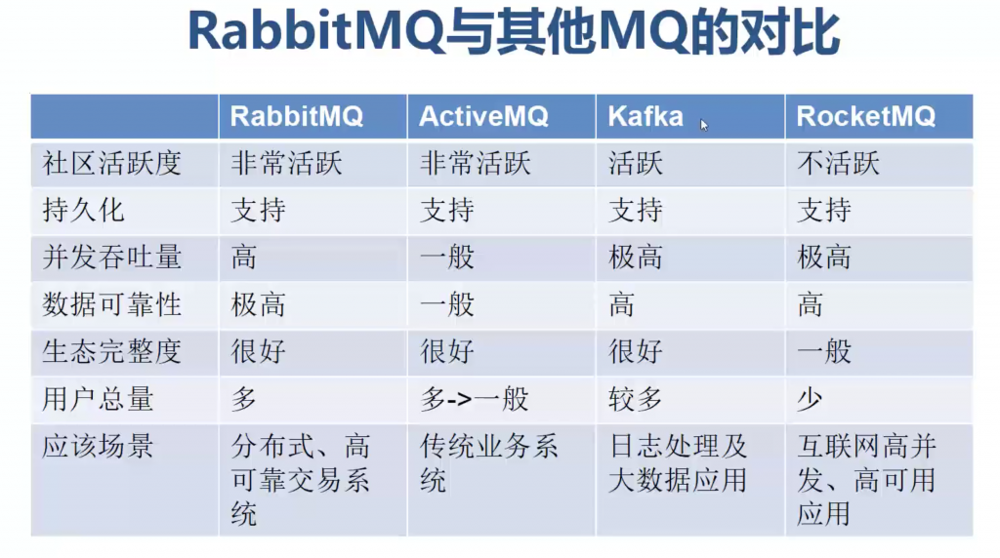 RabbitMQ与其他MQ的对比
RabbitMQ ActiveMQ Kafka RocketMQ
社区活跃度 非常活跃 非常活跃 活跃 不活跃
持久化 支持 支持 支持 支持
并发吞吐量 高 一般 极高 极高
数据可靠性 极高 一般 高 高
生态完整度 很好 很好 很好 一般
用户总量 多 多->一般 较多 少
应该场景 分布式、高 传统业务系 日志处理及 互联网高并
可靠交易系 统 大数据应用 发、高可用
统 应用